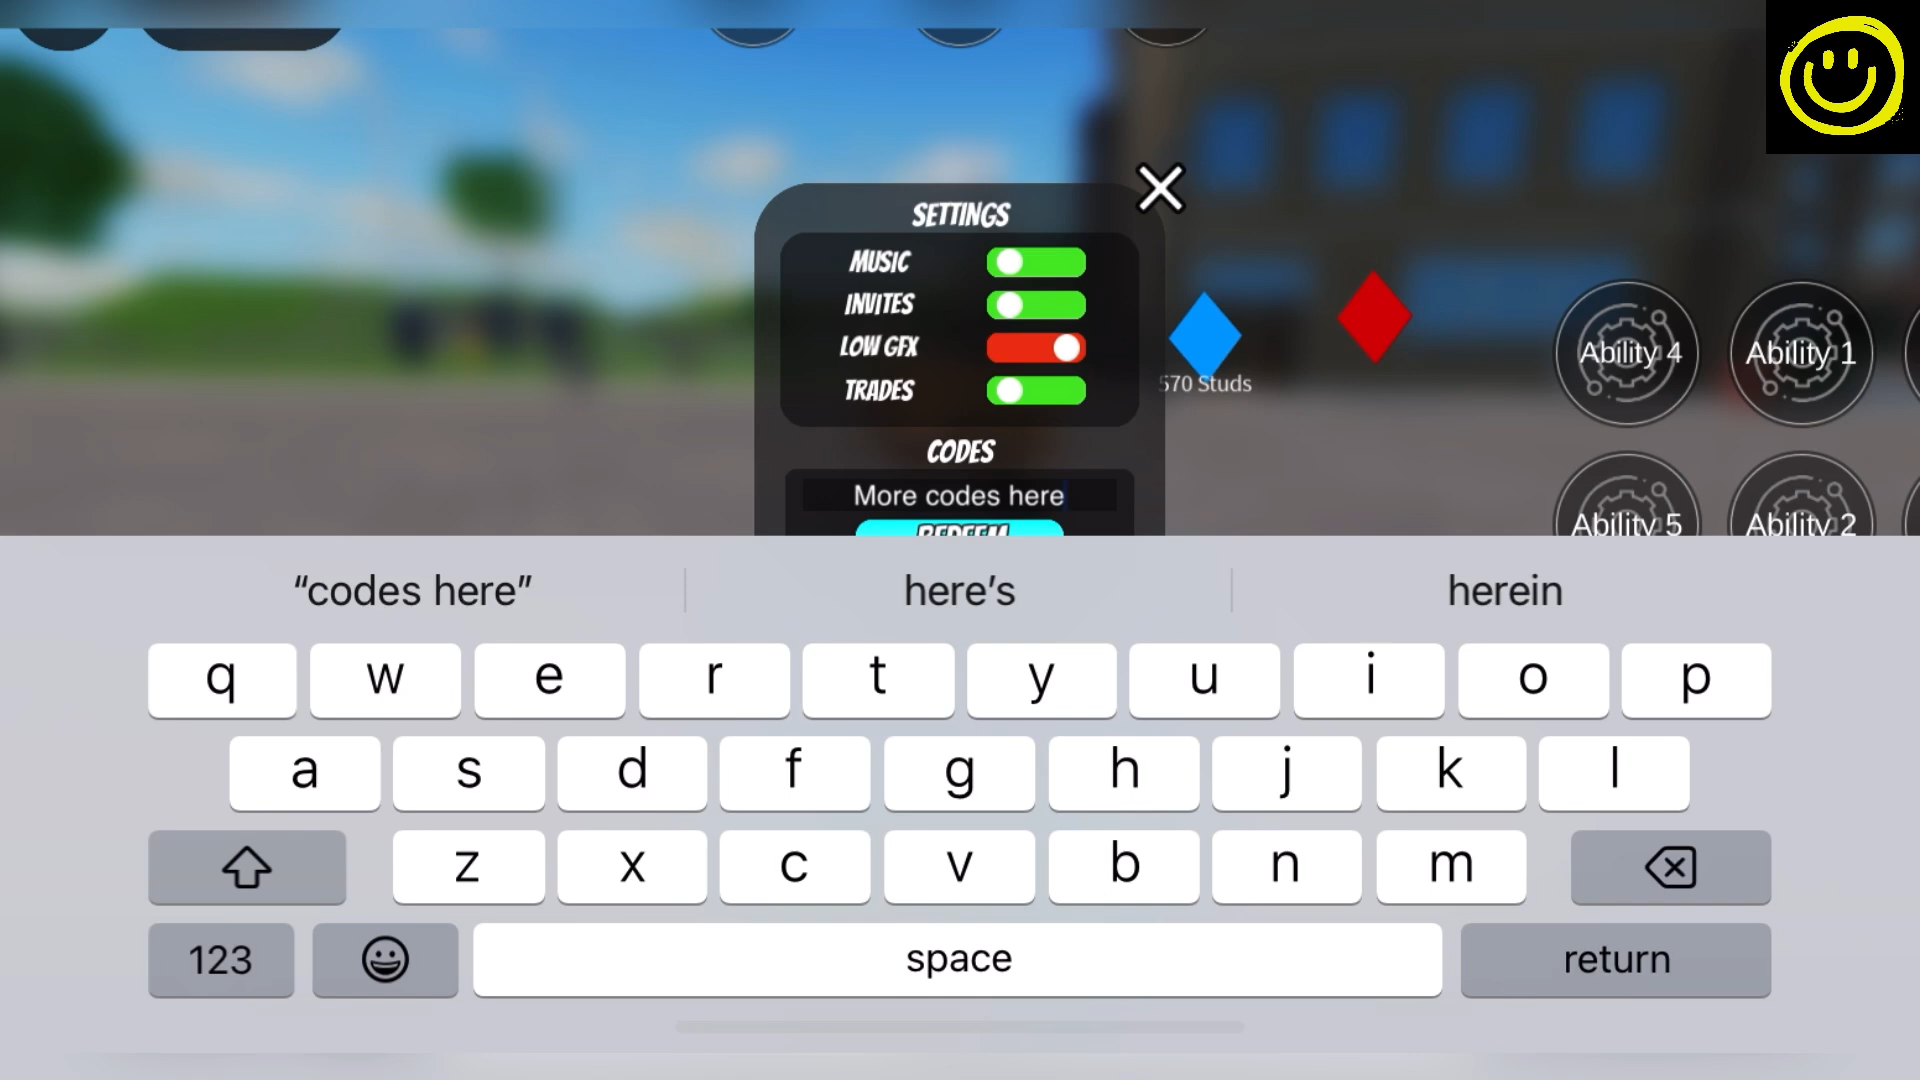 SETTINGS
MUSIC
INVITES
LOW GFX
TRADES
CODES
More codes here
REDEEM
570 Studs
Ability 4
Ability 1
Ability 5
Ability 2
“codes here”
here’s
herein
q w e r t y u i o p
a s d f g h j k l
z x c v b n m
123
space
return